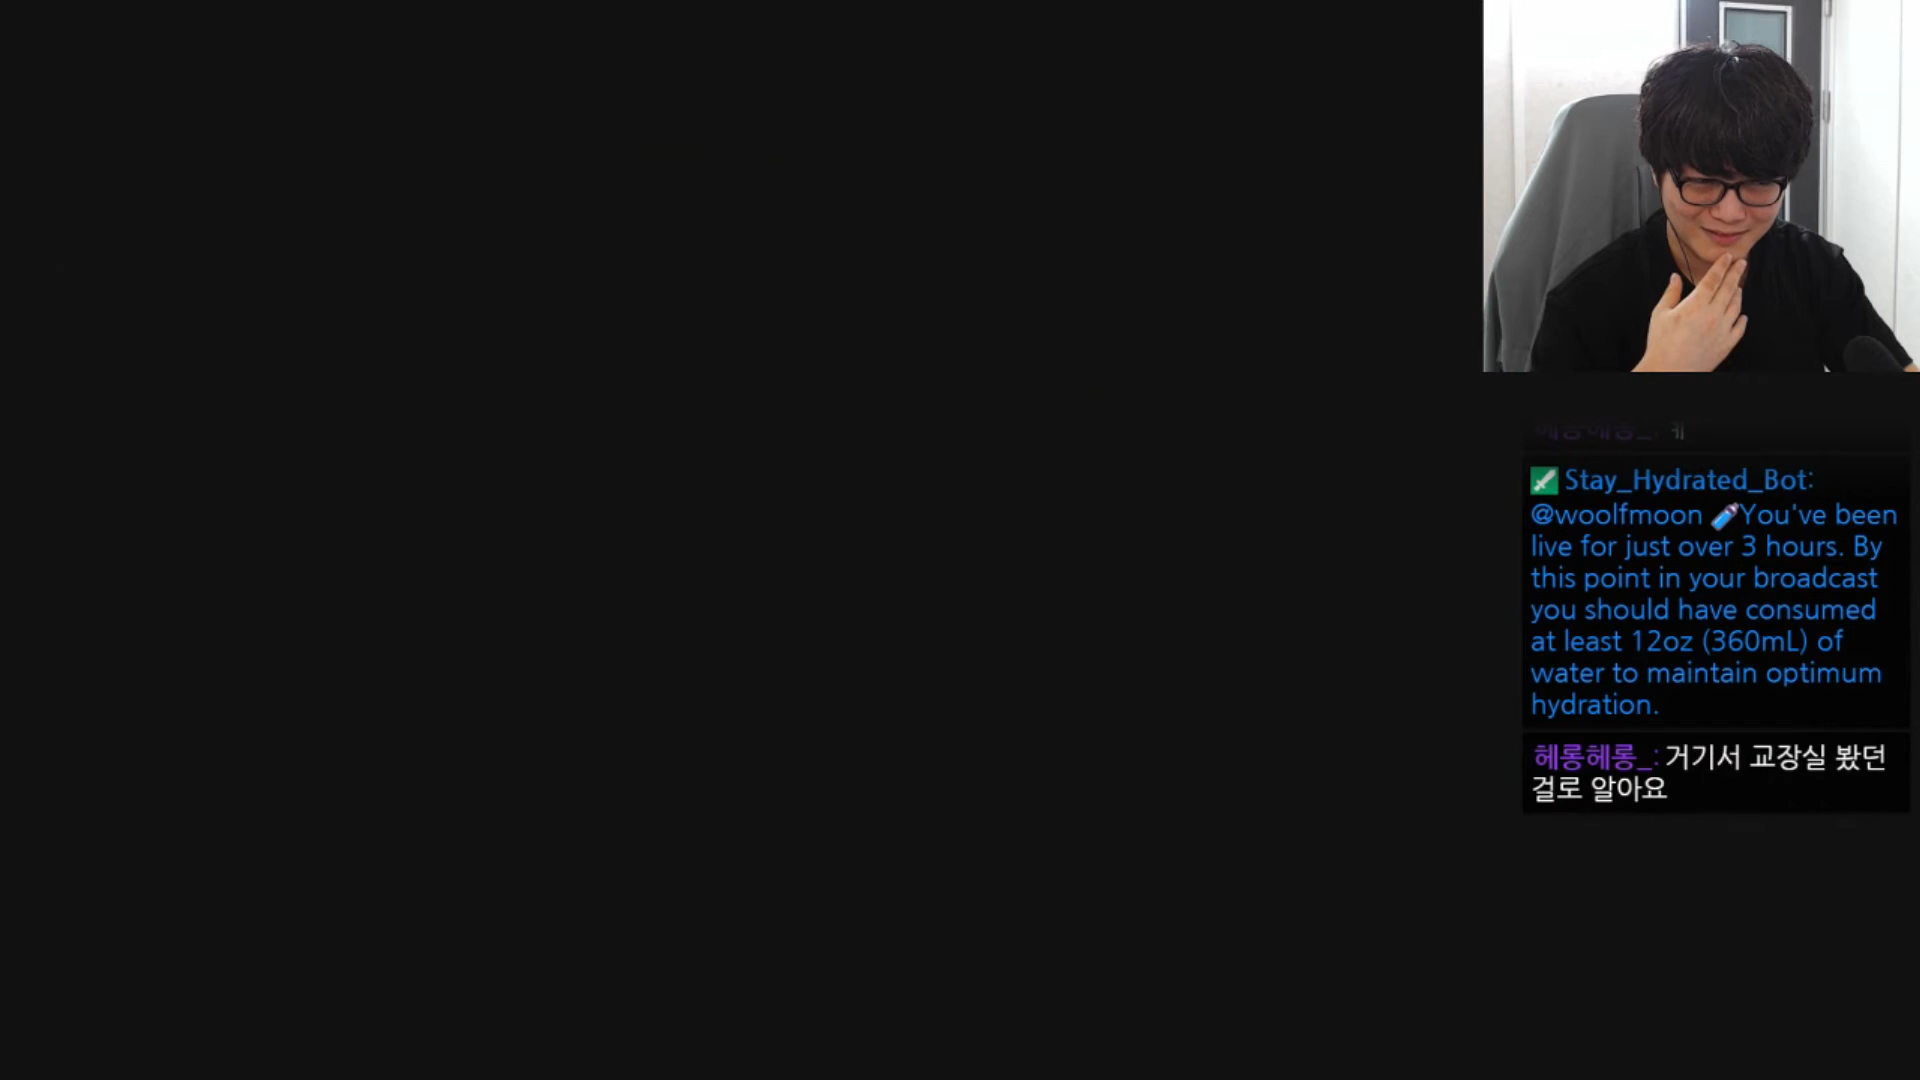 Stay_Hydrated_Bot:
@woolfmoon You've been
live for just over 3 hours. By
this point in your broadcast
you should have consumed
at least 12oz (360mL) of
water to maintain optimum
hydration.
헤롱헤롱_: 거기서 교장실 봤던
걸로 알아요